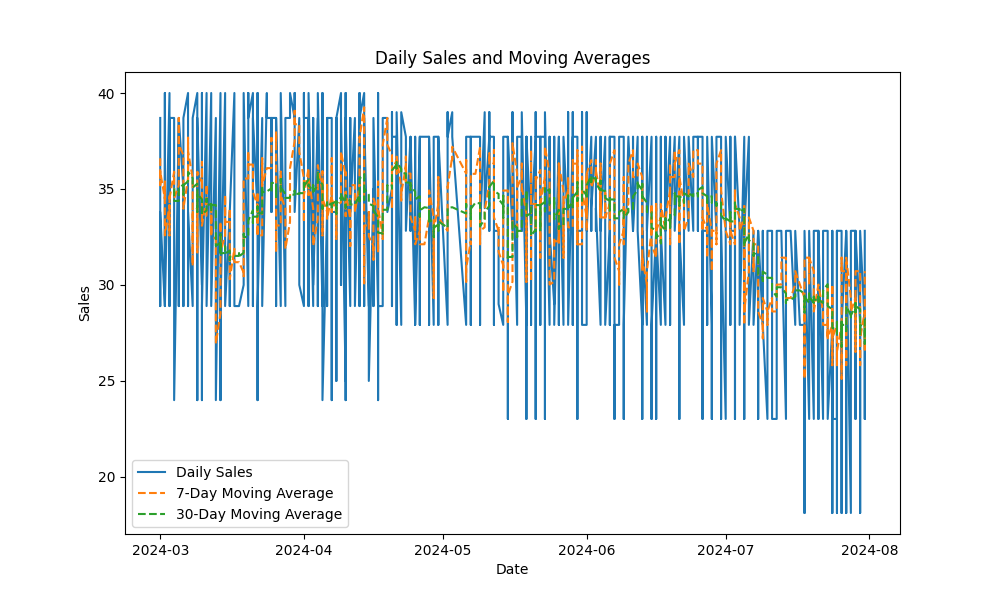 Daily Sales and Moving Averages
40
35
30
25
20
Sales
Daily Sales
7-Day Moving Average
30-Day Moving Average
2024-03
2024-04
2024-05
2024-06
2024-07
2024-08
Date